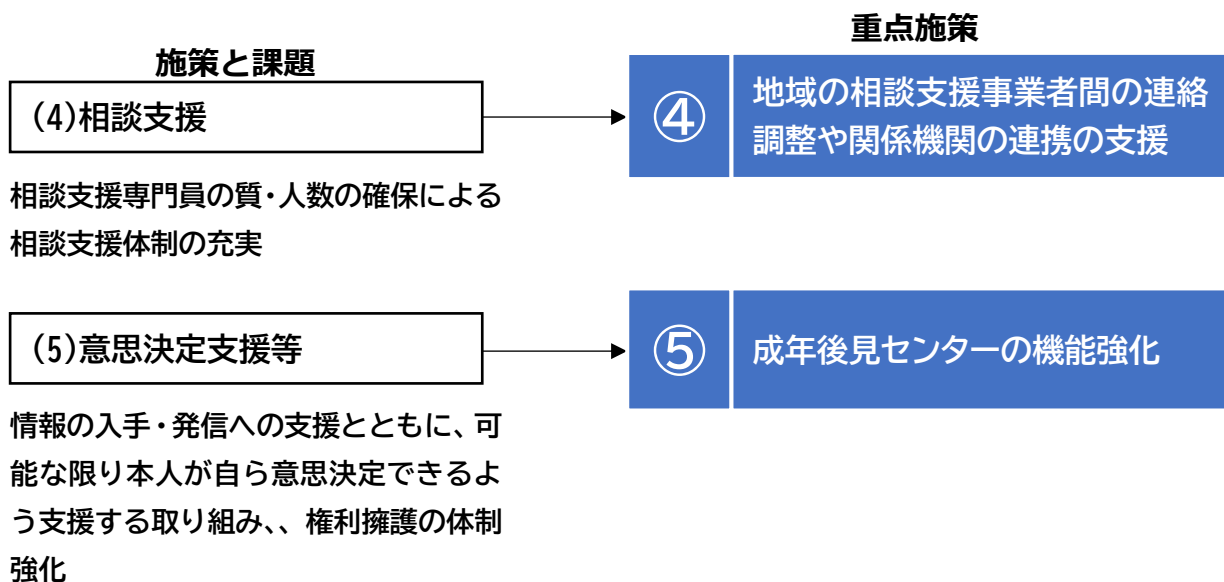 重点施策
施策と課題
(4)相談支援
④
地域の相談支援事業者間の連絡
調整や関係機関の連携の支援
相談支援専門員の質・人数の確保による
相談支援体制の充実
(5)意思決定支援等
⑤
成年後見センターの機能強化
情報の入手・発信への支援とともに、可
能な限り本人が自ら意思決定できるよ
う支援する取り組み、、権利擁護の体制
強化